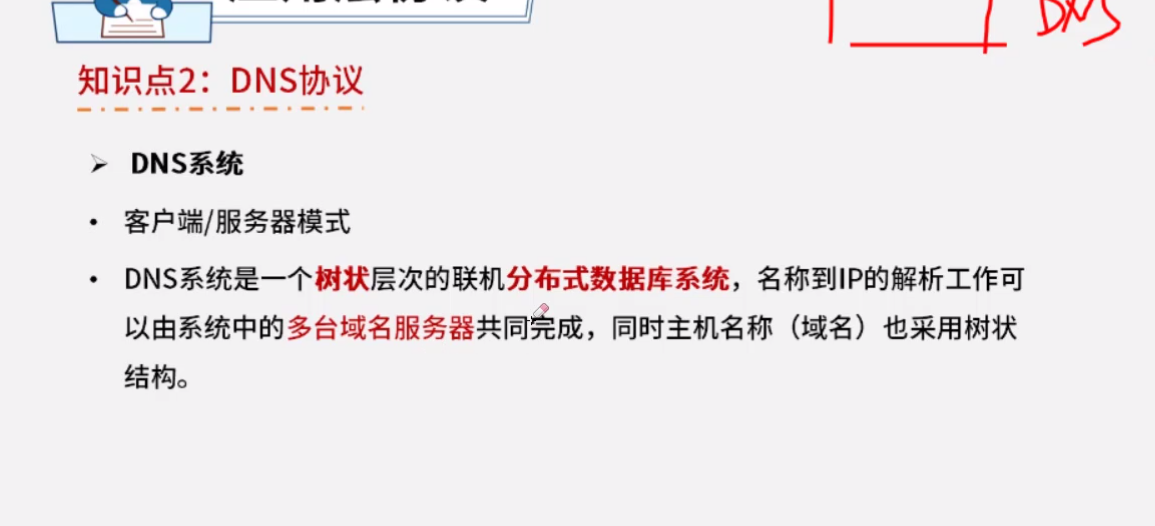 DNS
知识点2：DNS协议
➢ DNS系统
• 客户端/服务器模式
• DNS系统是一个树状层次的联机分布式数据库系统，名称到IP的解析工作可
以由系统中的多台域名服务器共同完成，同时主机名称（域名）也采用树状
结构。